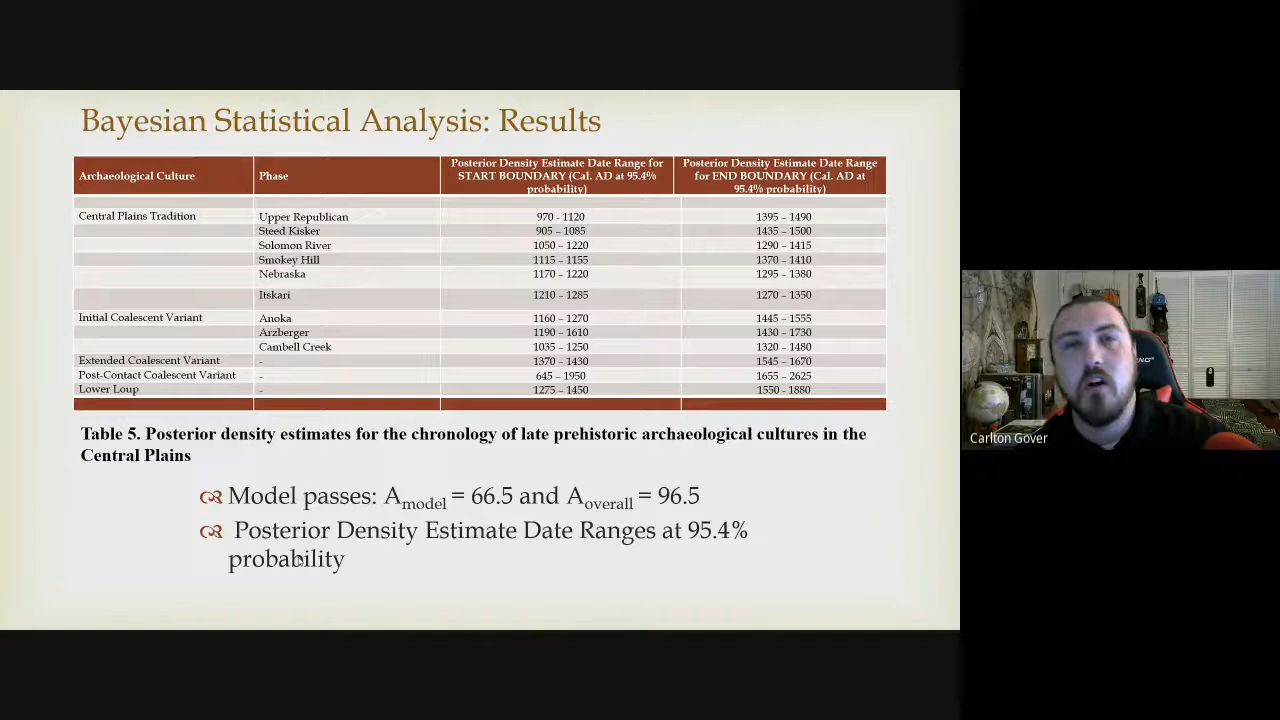 Bayesian Statistical Analysis: Results
Archaeological Culture Phase Posterior Density Estimate Date Range for START BOUNDARY (Cal. AD at 95.4% probability) Posterior Density Estimate Date Range for END BOUNDARY (Cal. AD at 95.4% probability)
Central Plains Tradition Upper Republican 970 - 1120 1395 – 1490
Steed Kisker 905 – 1085 1435 – 1500
Solomon River 1050 – 1220 1290 – 1415
Smokey Hill 1115 – 1155 1370 – 1410
Nebraska 1170 – 1220 1295 – 1380
Itskari 1210 – 1285 1270 – 1350
Initial Coalescent Variant Anoka 1160 – 1270 1445 – 1555
Arzberger 1190 – 1610 1430 – 1730
Cambell Creek 1035 – 1250 1320 – 1480
Extended Coalescent Variant - 1370 – 1430 1545 – 1670
Post-Contact Coalescent Variant - 645 – 1950 1655 – 2625
Lower Loup - 1275 – 1450 1550 – 1880
Table 5. Posterior density estimates for the chronology of late prehistoric archaeological cultures in the
Central Plains
Model passes: Amodel = 66.5 and Aoverall = 96.5
Posterior Density Estimate Date Ranges at 95.4%
probability
Carlton Gover